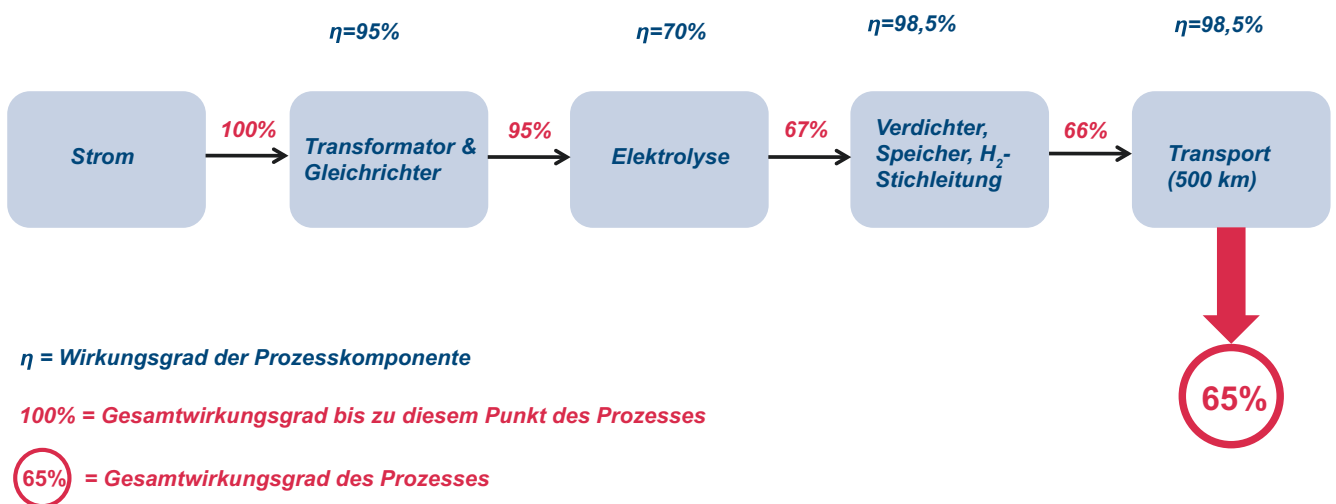 η=95%
η=70%
η=98,5%
η=98,5%
Strom
100%
Transformator &
Gleichrichter
95%
Elektrolyse
67%
Verdichter,
Speicher, H₂-
Stichleitung
66%
Transport
(500 km)
65%
η = Wirkungsgrad der Prozesskomponente
100% = Gesamtwirkungsgrad bis zu diesem Punkt des Prozesses
65% = Gesamtwirkungsgrad des Prozesses